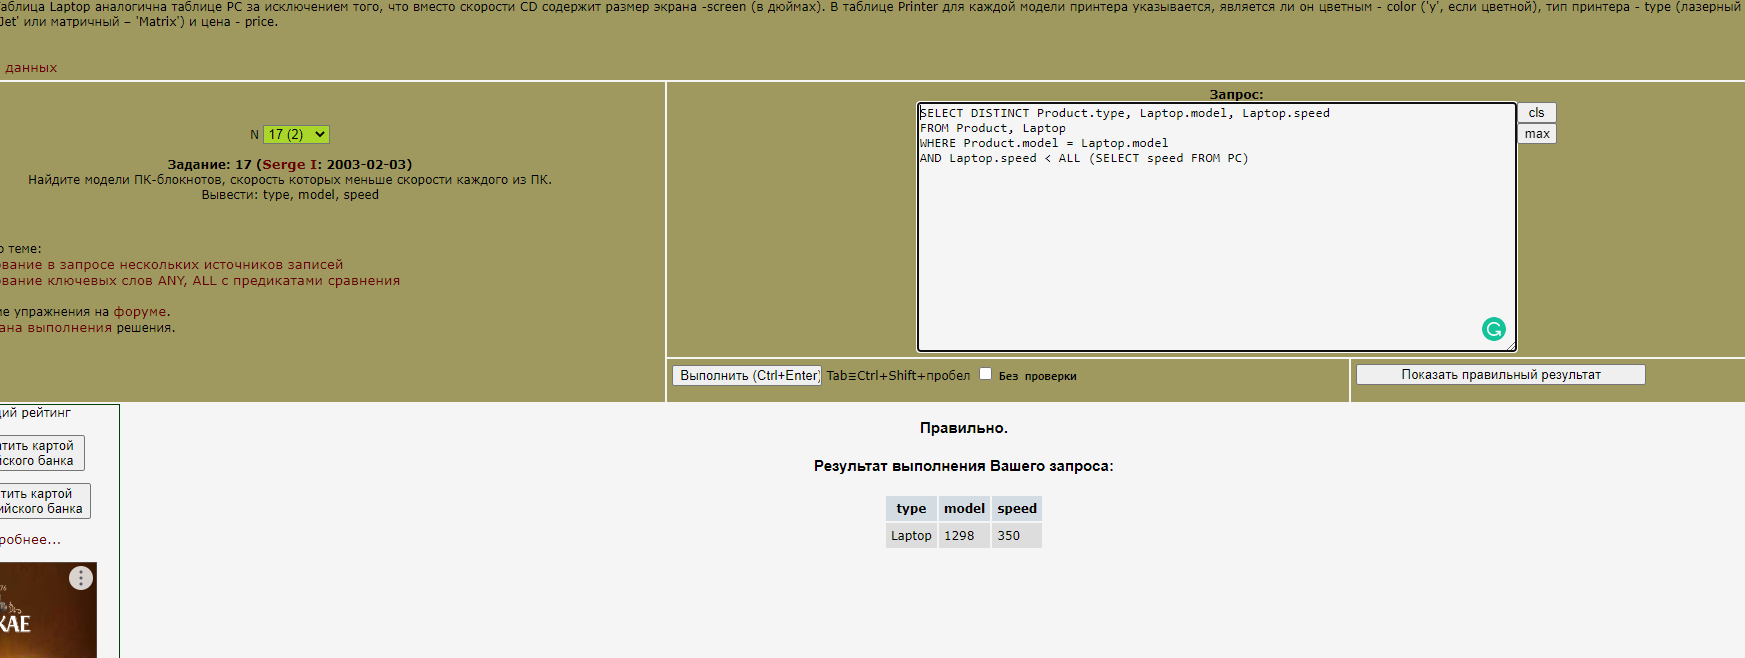 Таблица Laptop аналогична таблице РС за исключением того, что вместо скорости CD содержит размер экрана -screen (в дюймах). В таблице Printer для каждой модели принтера указывается, является ли он цветным - color ('y', если цветной), тип принтера - type (лазерный
Jet' или матричный – 'Matrix') и цена - price.
данных
N 17 (2)
Задание: 17 (Serge I: 2003-02-03)
Найдите модели ПК-блокнотов, скорость которых меньше скорости каждого из ПК.
Вывести: type, model, speed
о теме:
вание в запросе нескольких источников записей
вание ключевых слов ANY, ALL с предикатами сравнения
ие упражнения на форуме.
ана выполнения решения.
Запрос:
SELECT DISTINCT Product.type, Laptop.model, Laptop.speed
FROM Product, Laptop
WHERE Product.model = Laptop.model
AND Laptop.speed < ALL (SELECT speed FROM PC)
cls
max
Выполнить (Ctrl+Enter) Tab≡Ctrl+Shift+пробел Без проверки
Показать правильный результат
ций рейтинг
атить картой
йского банка
тить картой
ийского банка
робнее...
76
КАЕ
Правильно.
Результат выполнения Вашего запроса:
type model speed
Laptop 1298 350